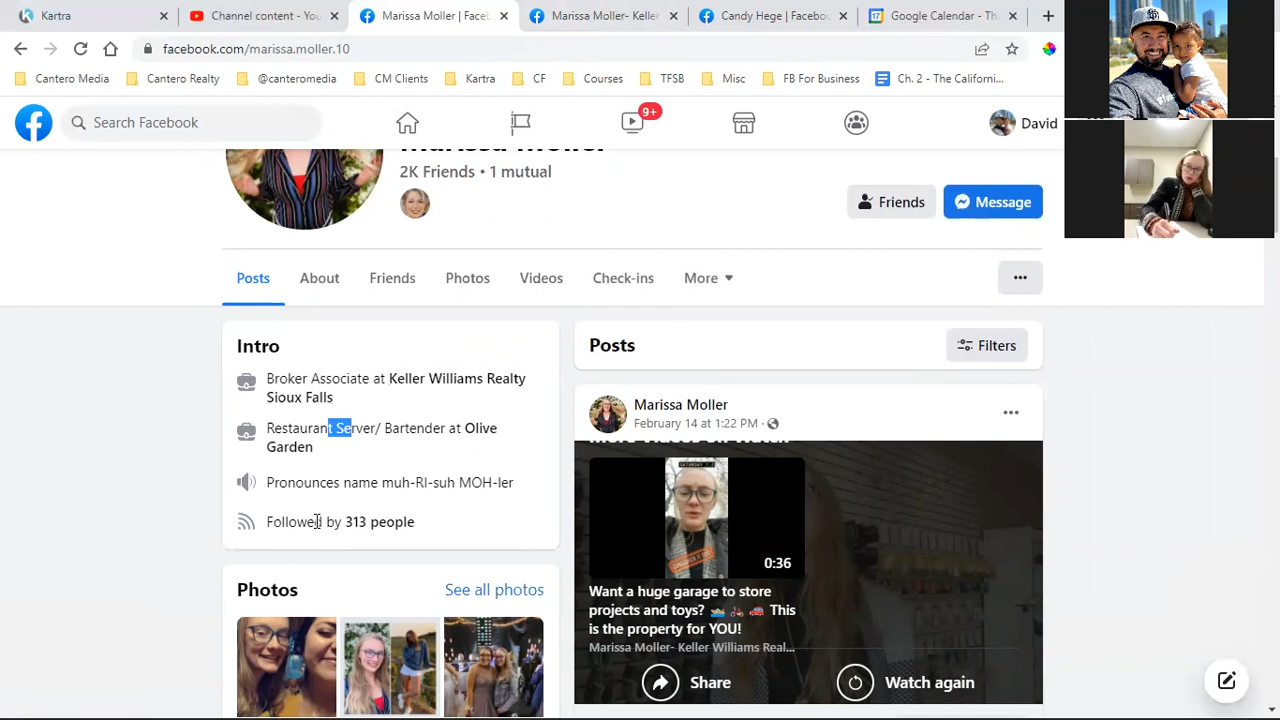 Kartra
Channel content - You
Marissa Moller | Faceb
Marissa Moller- Keller
Candy Hege | Facebook
Google Calendar - Th
facebook.com/marissa.moller.10
Cantero Media
Cantero Realty
@canteromedia
CM Clients
Kartra
CF
Courses
TFSB
Misc
FB For Business
Ch. 2 - The Californi...
Search Facebook
9+
David
2K Friends • 1 mutual
Friends
Message
Posts
About
Friends
Photos
Videos
Check-ins
More
Intro
Broker Associate at Keller Williams Realty
Sioux Falls
Restaurant Server/ Bartender at Olive
Garden
Pronounces name muh-RI-suh MOH-ler
Followed by 313 people
Photos
See all photos
Posts
Filters
Marissa Moller
February 14 at 1:22 PM
0:36
Want a huge garage to store
projects and toys? 🚤 🏍️ 🚗 This
is the property for YOU!
Marissa Moller- Keller Williams Real...
Share
Watch again